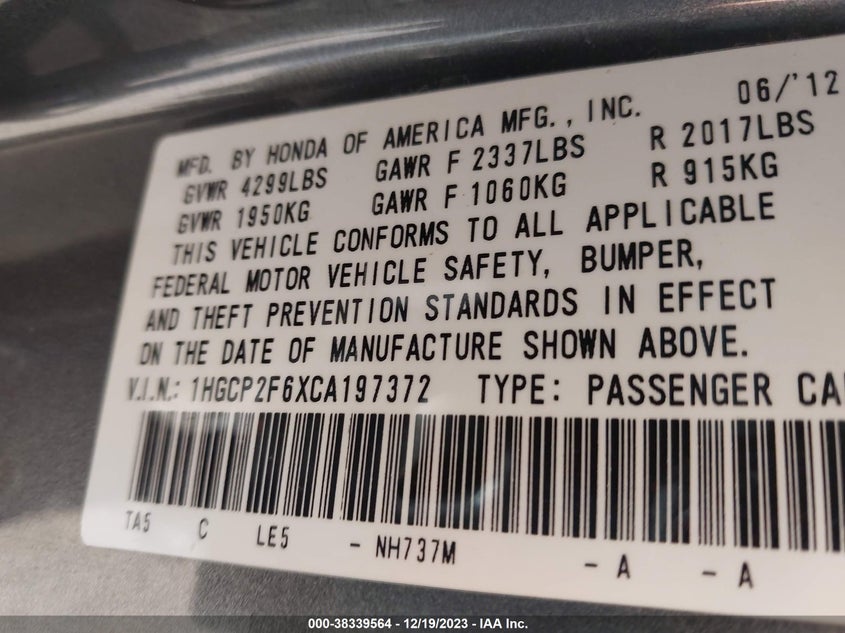 MFD. BY HONDA OF AMERICA MFG., INC. 06/'12
GVWR 4299LBS GAWR F 2337LBS R 2017LBS
GVWR 1950KG GAWR F 1060KG R 915KG
THIS VEHICLE CONFORMS TO ALL APPLICABLE
FEDERAL MOTOR VEHICLE SAFETY, BUMPER,
AND THEFT PREVENTION STANDARDS IN EFFECT
ON THE DATE OF MANUFACTURE SHOWN ABOVE.
V.I.N.: 1HGCP2F6XCA197372 TYPE: PASSENGER CA
TA5 C LE5 - NH737M - A - A
000-38339564 - 12/19/2023 - IAA Inc.